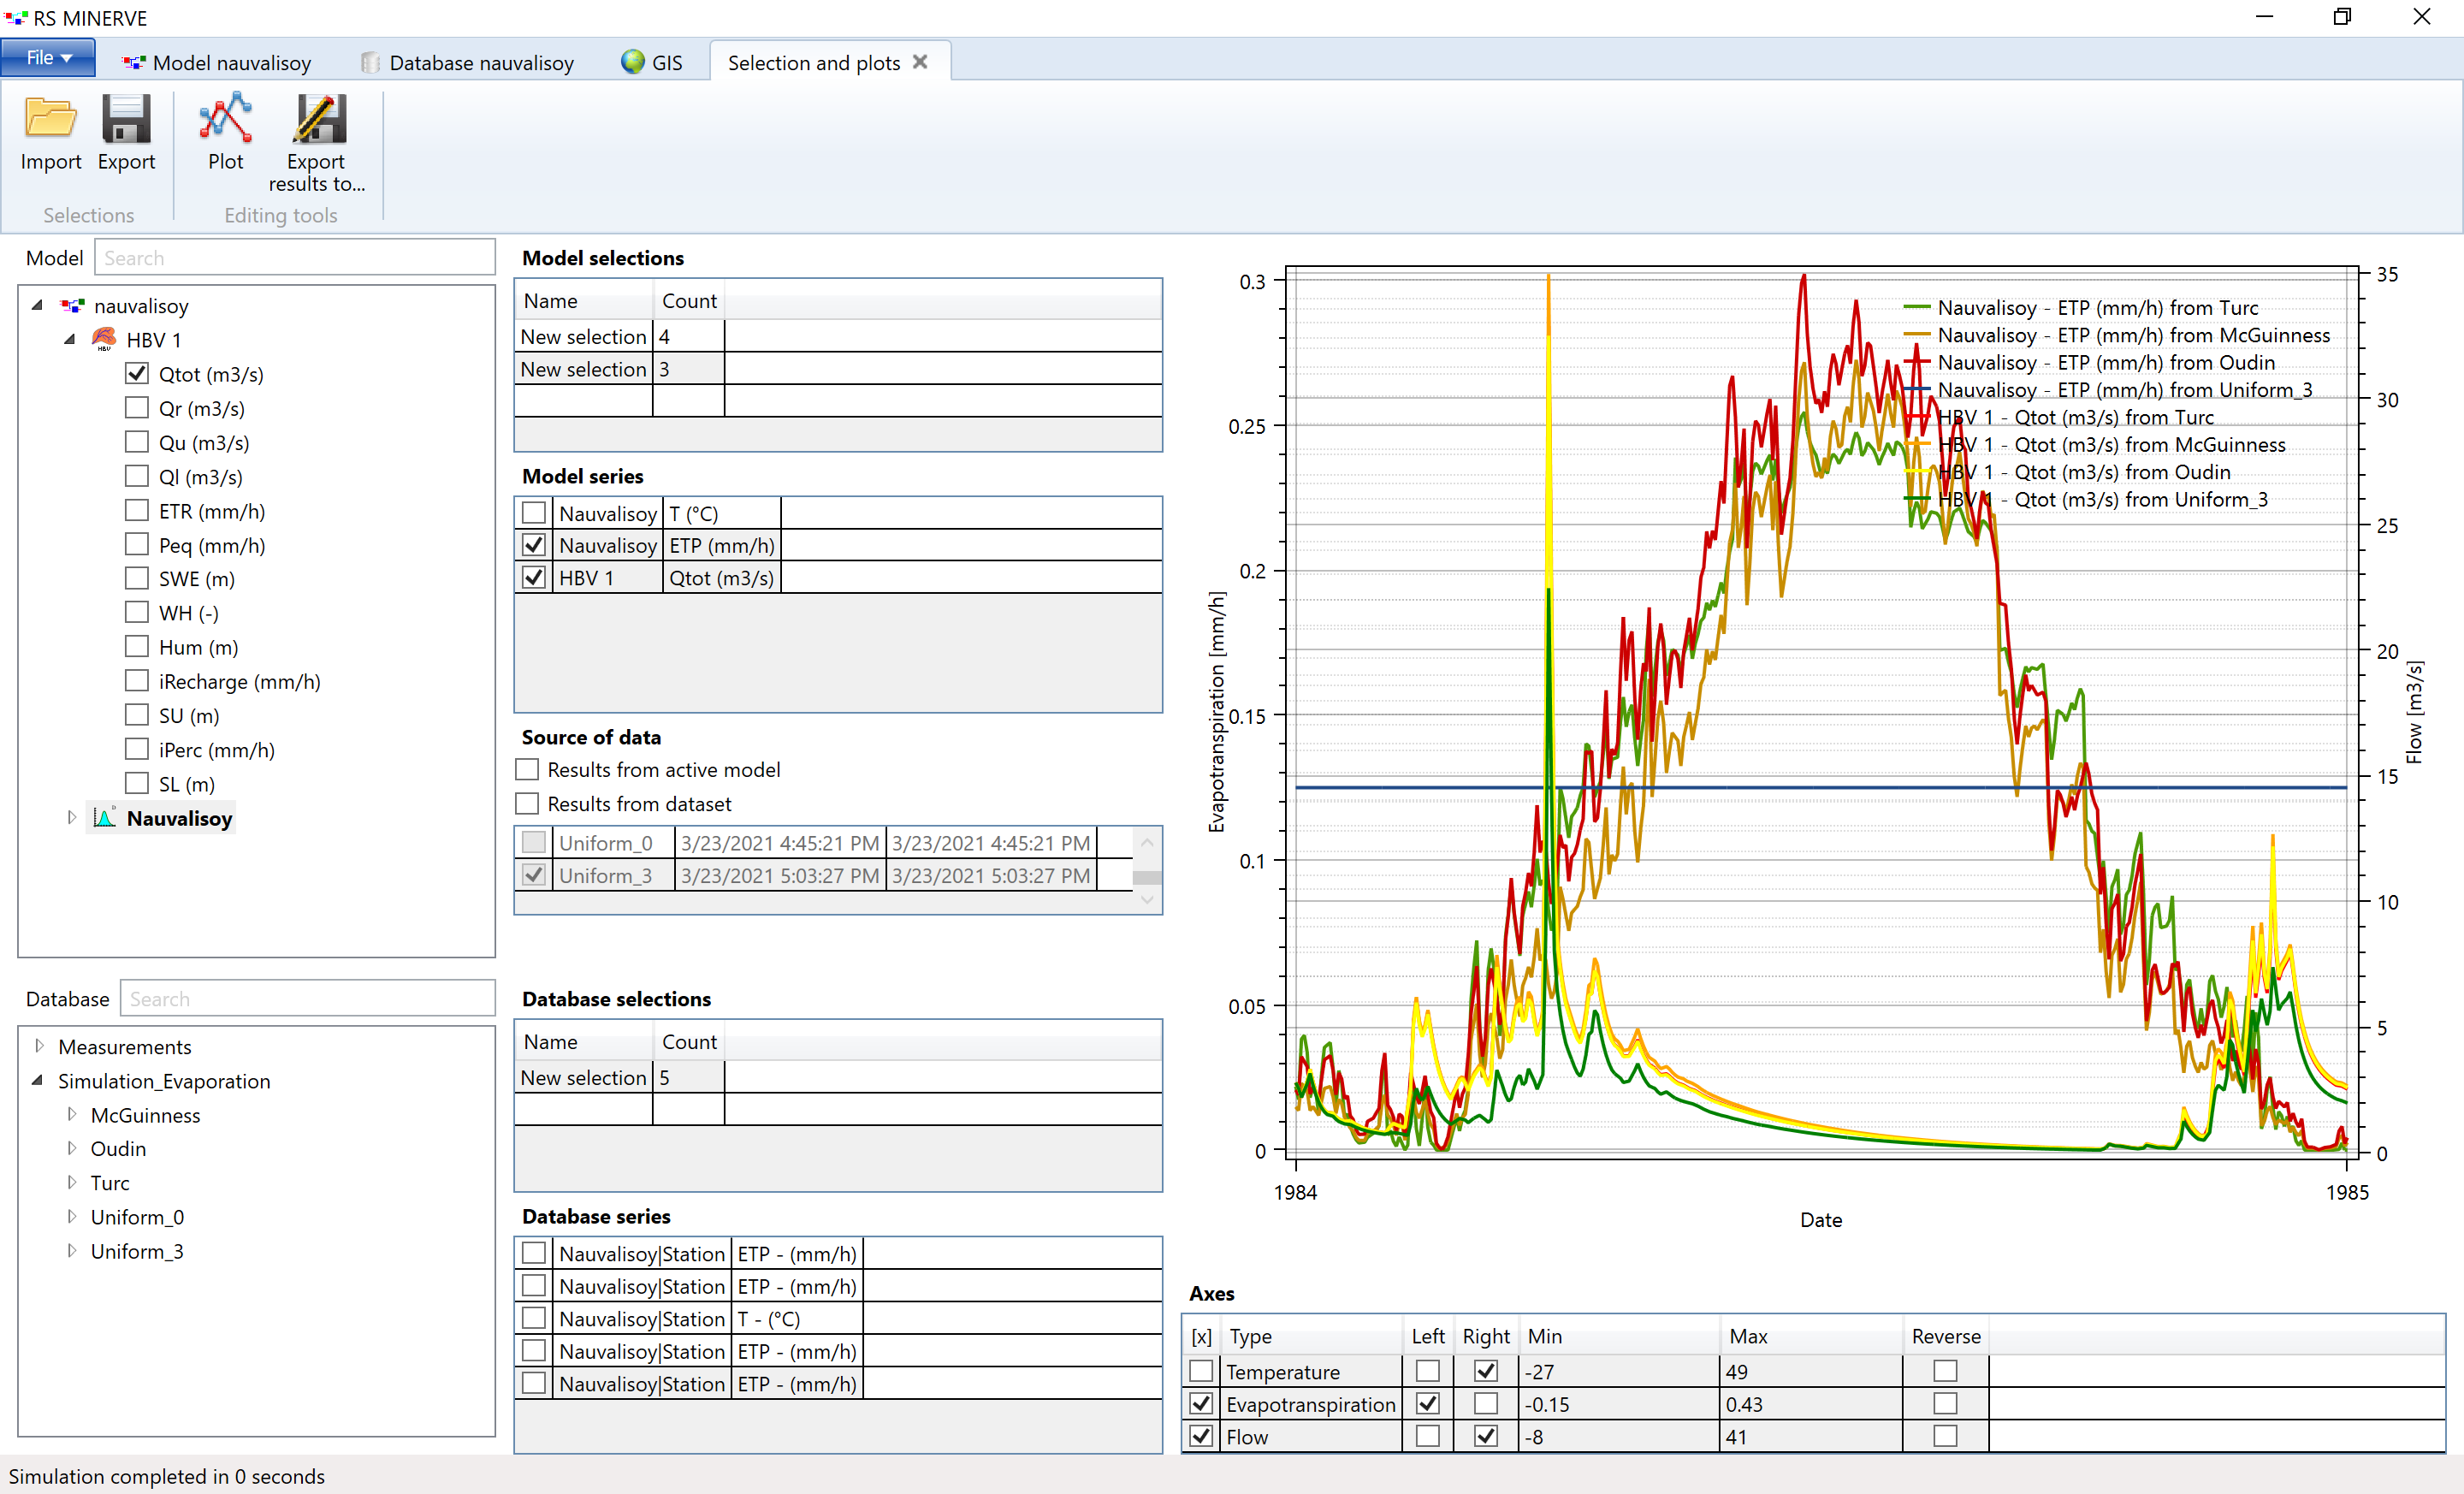 RS MINERVE
File
Model nauvalisoy
Database nauvalisoy
GIS
Selection and plots
Import
Export
Plot
Export
results to...
Selections
Editing tools
Model
Search
nauvalisoy
HBV 1
HBV
Qtot (m3/s)
Qr (m3/s)
Qu (m3/s)
Ql (m3/s)
ETR (mm/h)
Peq (mm/h)
SWE (m)
WH (-)
Hum (m)
iRecharge (mm/h)
SU (m)
iPerc (mm/h)
SL (m)
Nauvalisoy
Database
Search
Measurements
Simulation_Evaporation
McGuinness
Oudin
Turc
Uniform_0
Uniform_3
Model selections
Name Count
New selection 4
New selection 3
Model series
Nauvalisoy T (°C)
Nauvalisoy ETP (mm/h)
HBV 1 Qtot (m3/s)
Source of data
Results from active model
Results from dataset
Uniform_0 3/23/2021 4:45:21 PM 3/23/2021 4:45:21 PM
Uniform_3 3/23/2021 5:03:27 PM 3/23/2021 5:03:27 PM
Database selections
Name Count
New selection 5
Database series
Nauvalisoy|Station ETP - (mm/h)
Nauvalisoy|Station ETP - (mm/h)
Nauvalisoy|Station T - (°C)
Nauvalisoy|Station ETP - (mm/h)
Nauvalisoy|Station ETP - (mm/h)
Evapotranspiration [mm/h]
0.3
0.25
0.2
0.15
0.1
0.05
0
Nauvalisoy - ETP (mm/h) from Turc
Nauvalisoy - ETP (mm/h) from McGuinness
Nauvalisoy - ETP (mm/h) from Oudin
Nauvalisoy - ETP (mm/h) from Uniform_3
HBV 1 - Qtot (m3/s) from Turc
HBV 1 - Qtot (m3/s) from McGuinness
HBV 1 - Qtot (m3/s) from Oudin
HBV 1 - Qtot (m3/s) from Uniform_3
35
30
25
20
15
10
5
0
Flow [m3/s]
1984
1985
Date
Axes
[x] Type Left Right Min Max Reverse
Temperature -27 49
Evapotranspiration -0.15 0.43
Flow -8 41
Simulation completed in 0 seconds